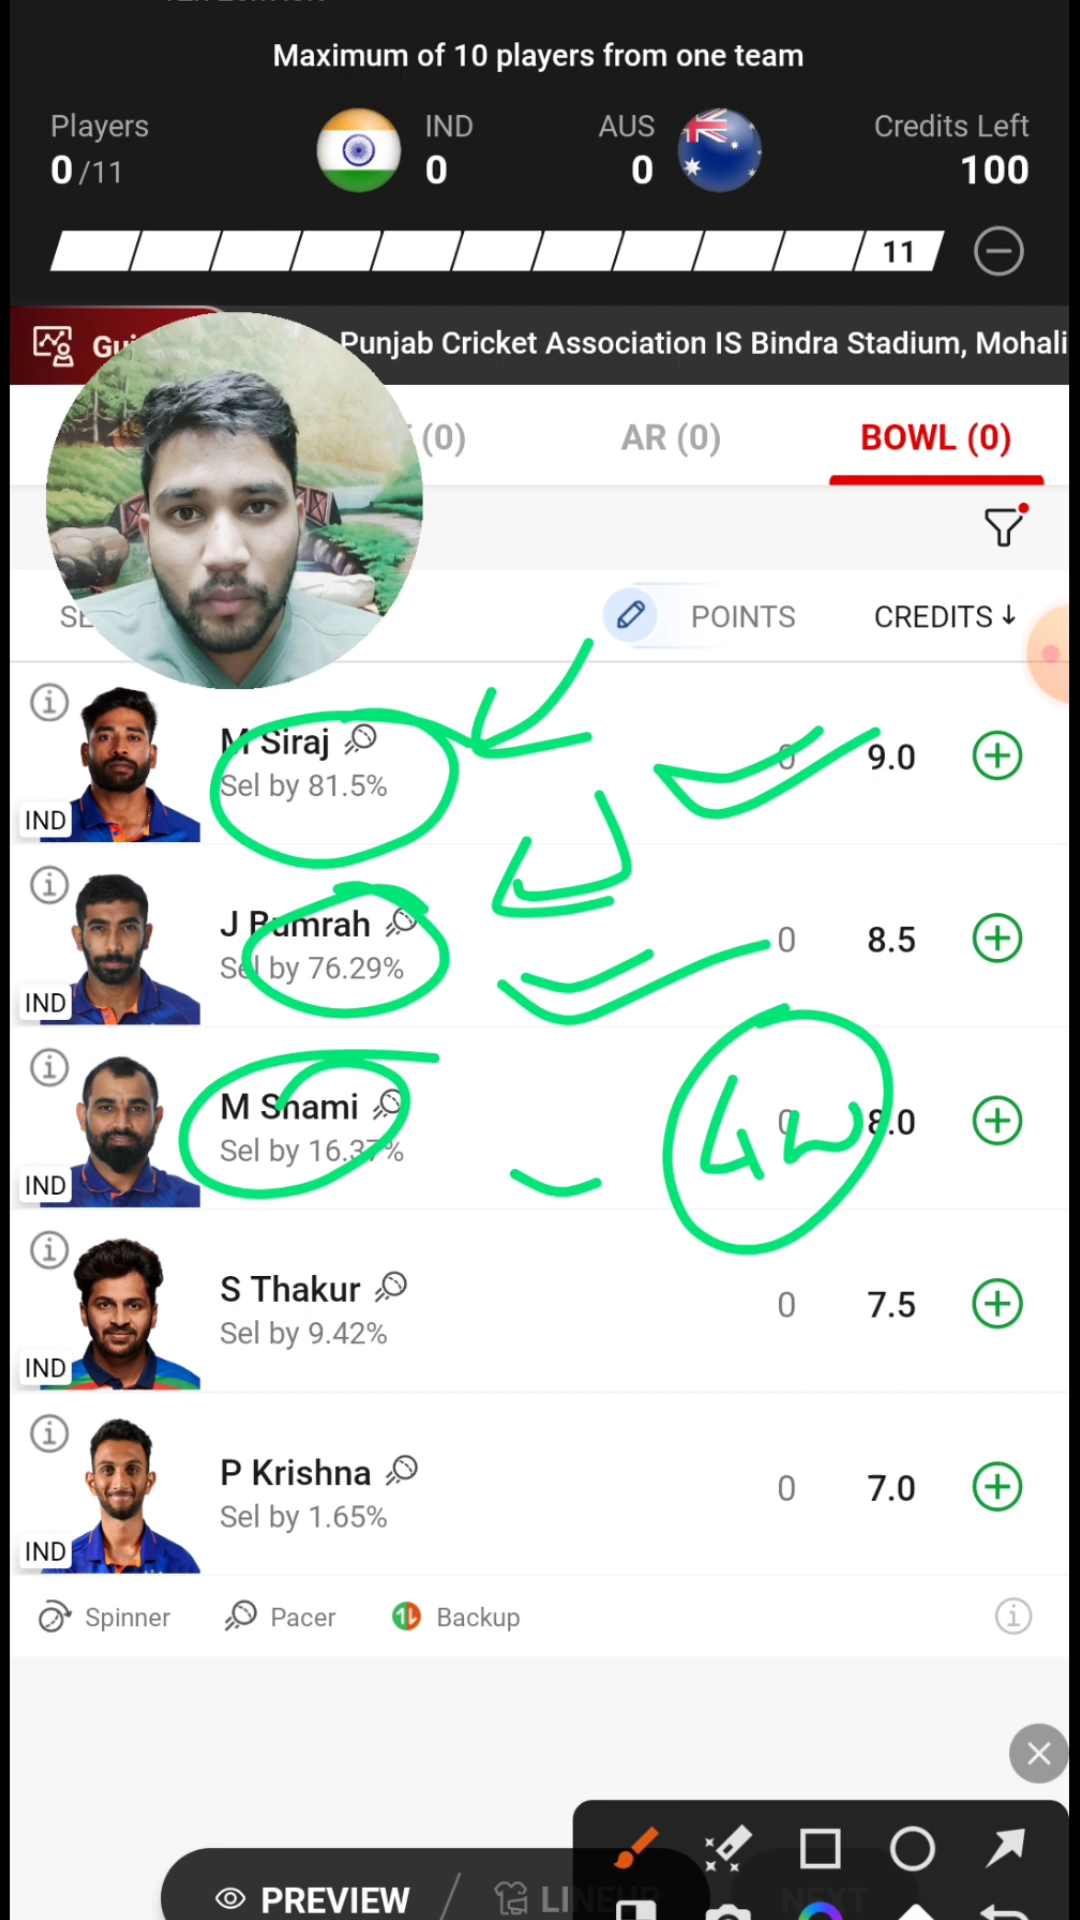 Maximum of 10 players from one team
Players IND AUS Credits Left
0/11 0 0 100
11
Punjab Cricket Association IS Bindra Stadium, Mohali
(0) AR (0) BOWL (0)
POINTS CREDITS↓
M Siraj
Sel by 81.5%
0 9.0
IND
J Bumrah
Sel by 76.29%
0 8.5
IND
M Shami
Sel by 16.37%
0 8.0
4W
IND
S Thakur
Sel by 9.42%
0 7.5
IND
P Krishna
Sel by 1.65%
0 7.0
IND
Spinner Pacer Backup
PREVIEW LINEUP NEXT